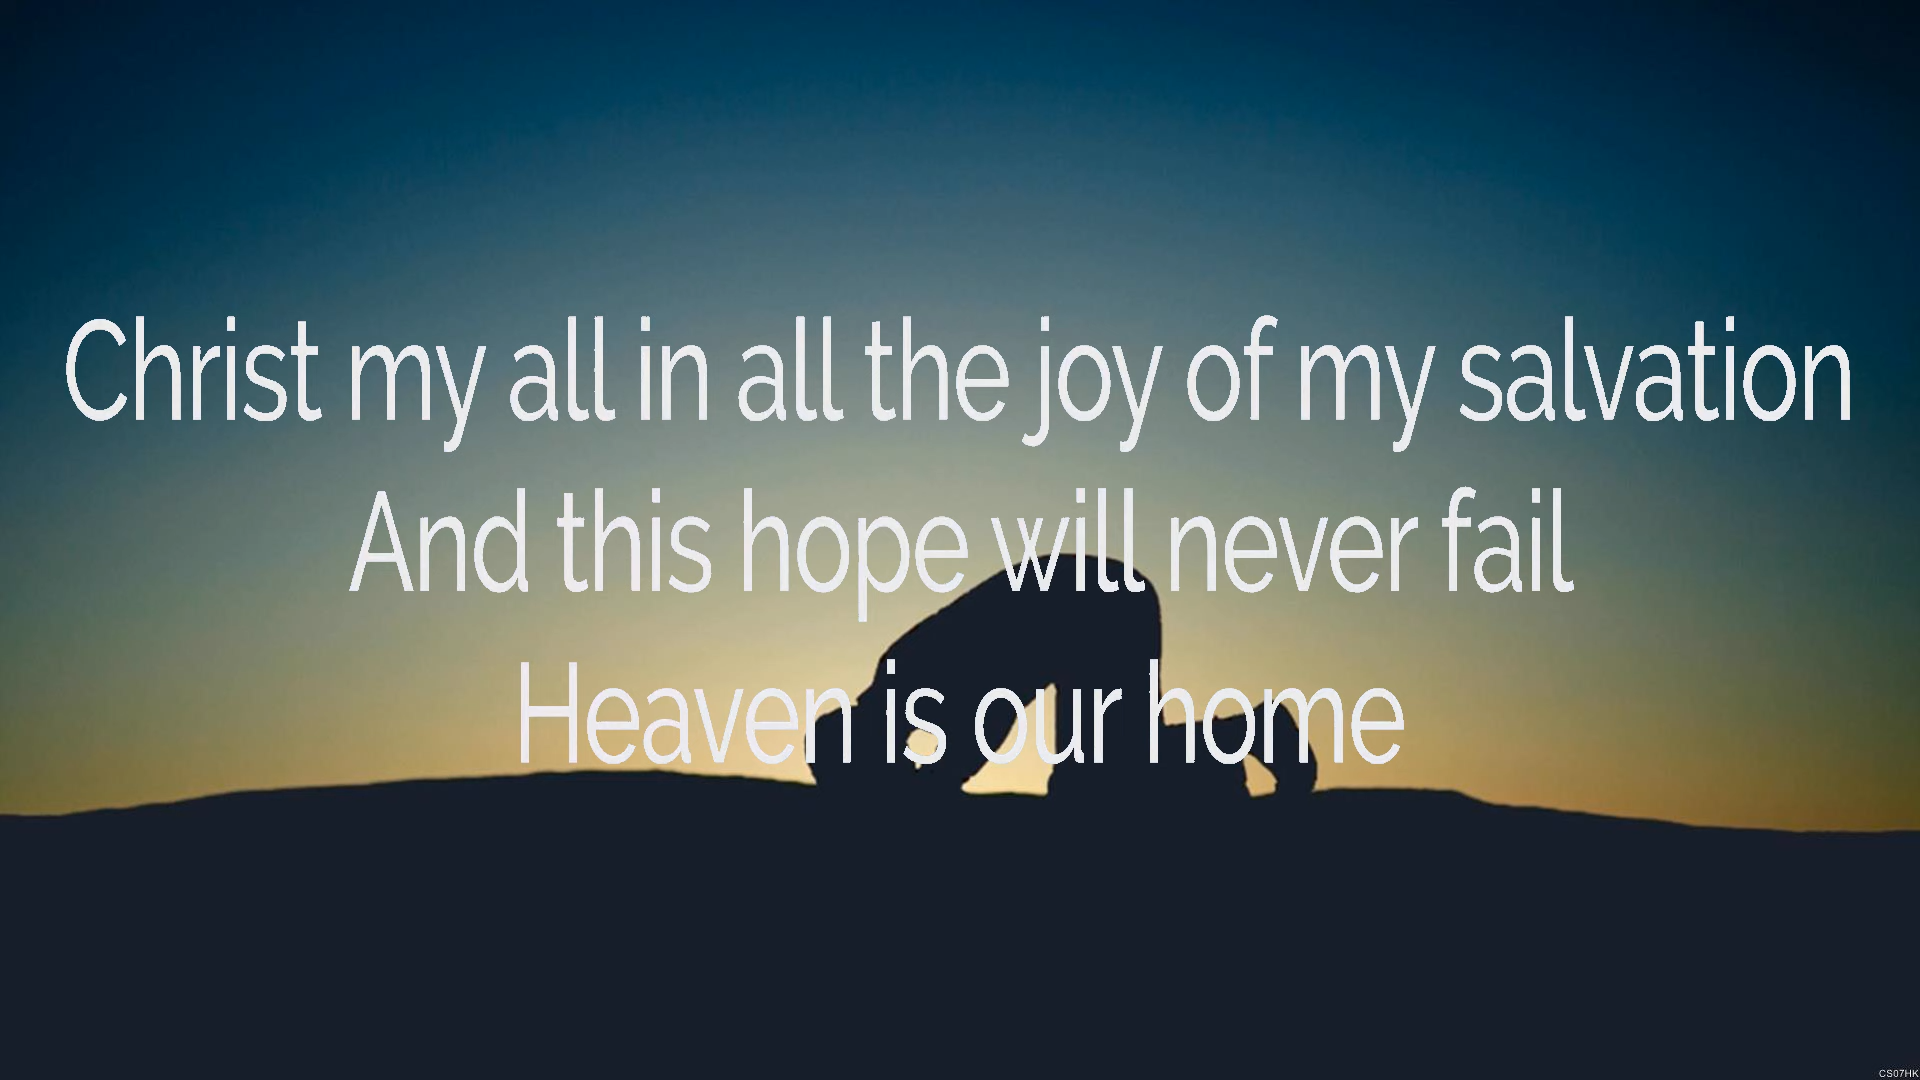 Christ my all in all the joy of my salvation
And this hope will never fail
Heaven is our home
CS07HK